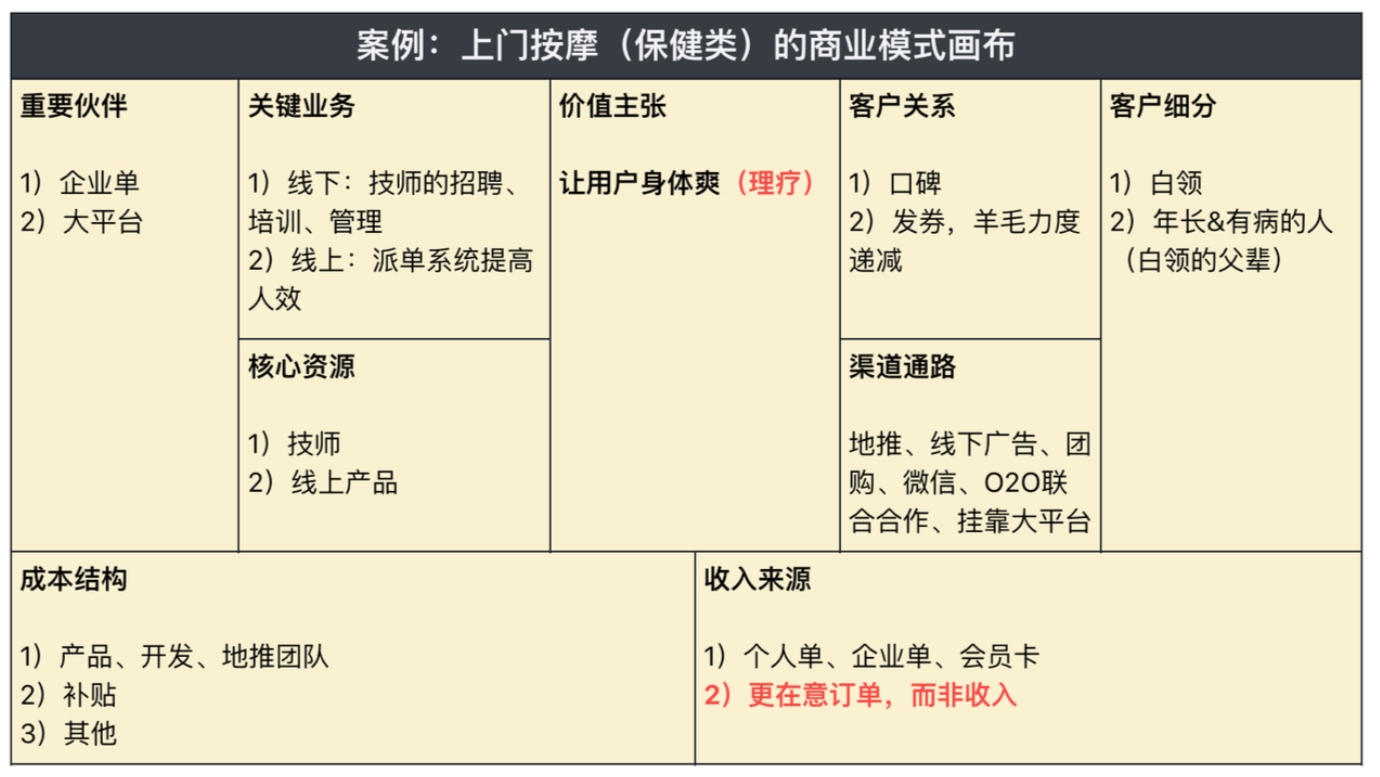 案例：上门按摩（保健类）的商业模式画布
重要伙伴
1）企业单
2）大平台
关键业务
1）线下：技师的招聘、
培训、管理
2）线上：派单系统提高
人效
核心资源
1）技师
2）线上产品
价值主张
让用户身体爽（理疗）
客户关系
1）口碑
2）发券，羊毛力度
递减
渠道通路
地推、线下广告、团
购、微信、O2O联
合合作、挂靠大平台
客户细分
1）白领
2）年长&有病的人
（白领的父辈）
成本结构
1）产品、开发、地推团队
2）补贴
3）其他
收入来源
1）个人单、企业单、会员卡
2）更在意订单，而非收入